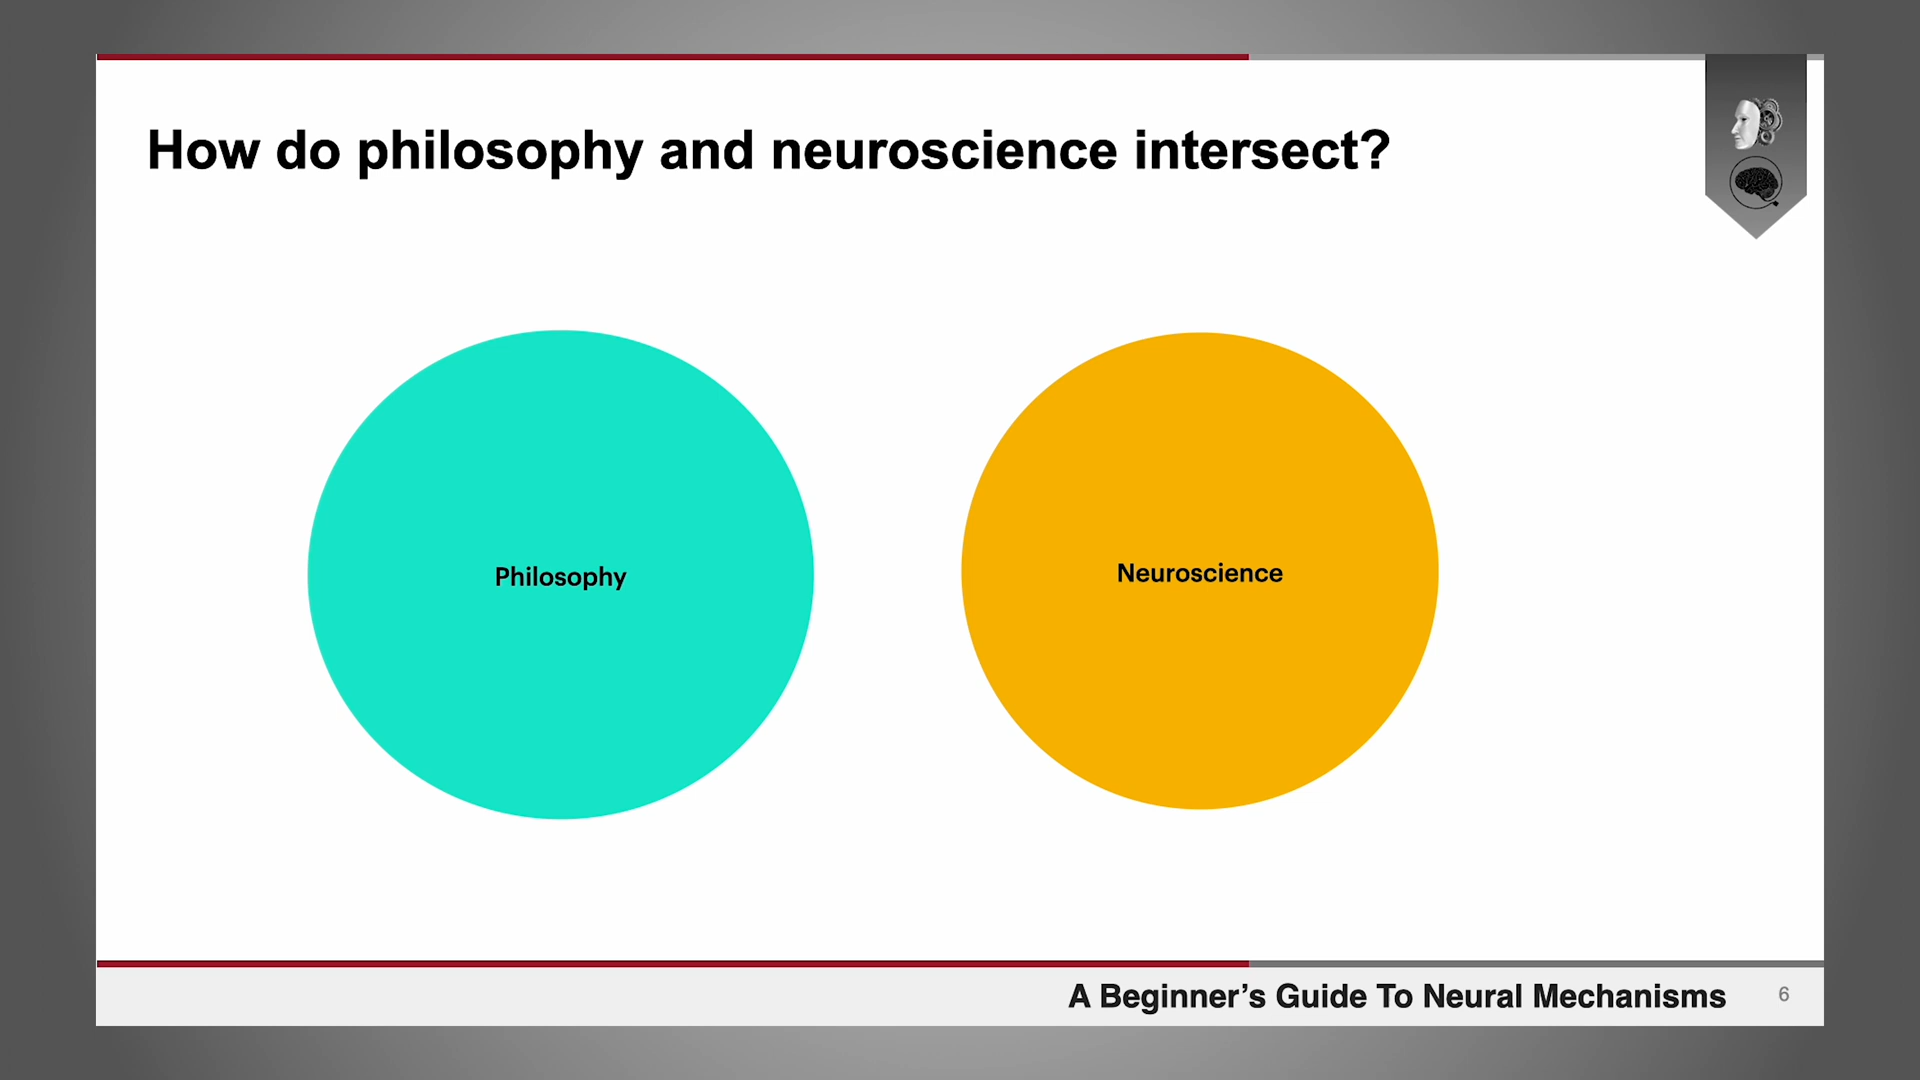 How do philosophy and neuroscience intersect?
Philosophy
Neuroscience
A Beginner’s Guide To Neural Mechanisms
6